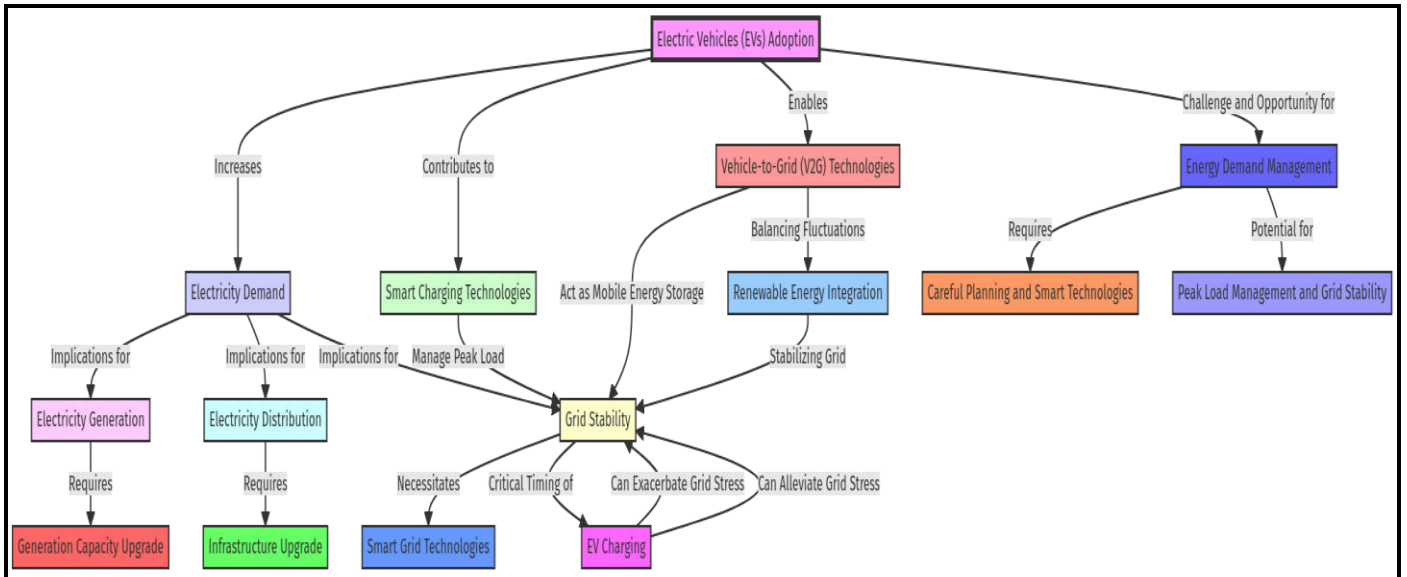 Electric Vehicles (EVs) Adoption
Enables
Challenge and Opportunity for
Increases
Contributes to
Vehicle-to-Grid (V2G) Technologies
Energy Demand Management
Balancing Fluctuations
Requires
Potential for
Electricity Demand
Smart Charging Technologies
Act as Mobile Energy Storage
Renewable Energy Integration
Careful Planning and Smart Technologies
Peak Load Management and Grid Stability
Implications for
Implications for
Implications for
Manage Peak Load
Stabilizing Grid
Electricity Generation
Electricity Distribution
Grid Stability
Requires
Requires
Necessitates
Critical Timing of
Can Exacerbate Grid Stress
Can Alleviate Grid Stress
Generation Capacity Upgrade
Infrastructure Upgrade
Smart Grid Technologies
EV Charging